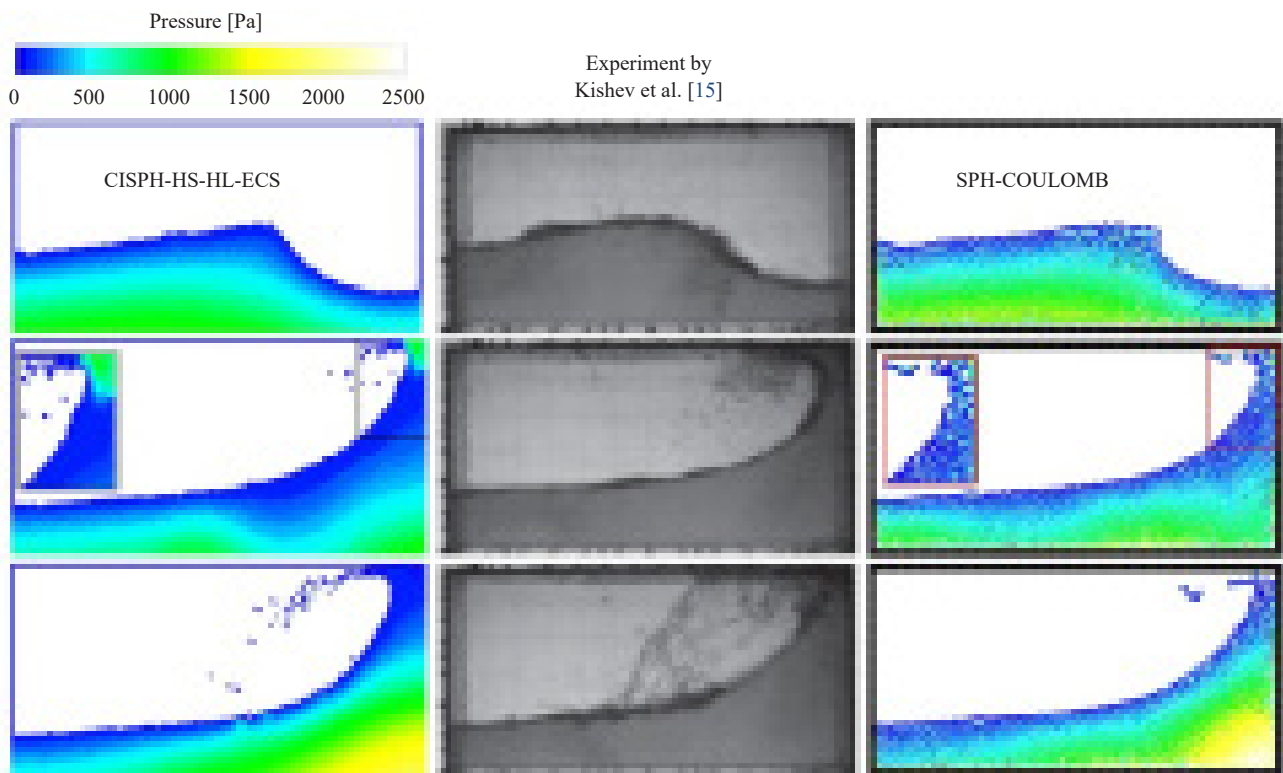 Pressure [Pa]
0 500 1000 1500 2000 2500
Experiment by
Kishev et al. [15]
CISPH-HS-HL-ECS
SPH-COULOMB